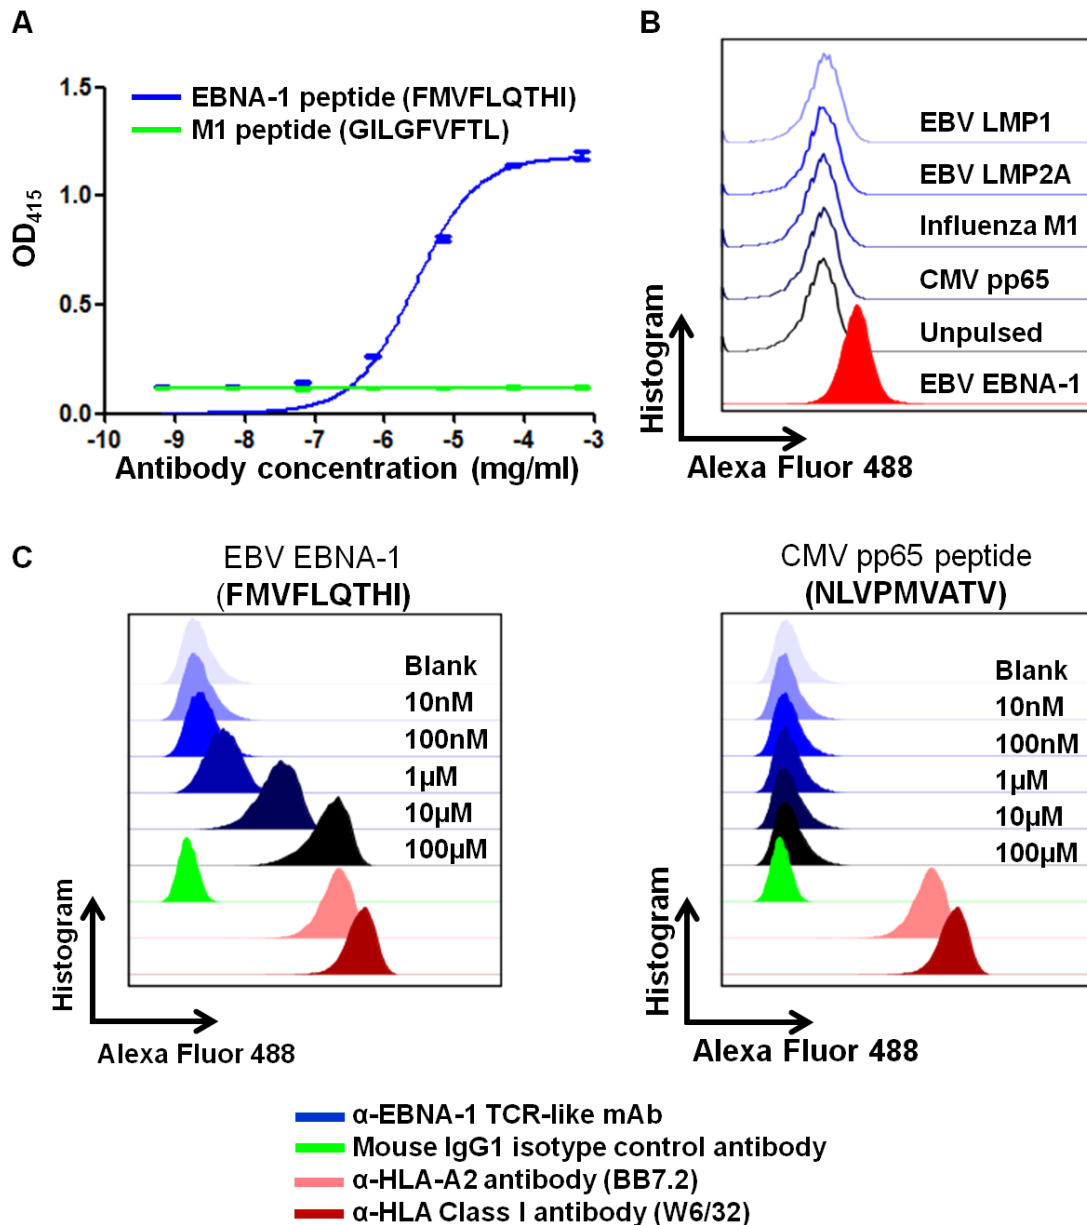 A
EBNA-1 peptide (FMVFLQTHI)
M1 peptide (GILGFVFTL)
1.5
1.0
0.5
0.0
OD415
-10 -9 -8 -7 -6 -5 -4 -3
Antibody concentration (mg/ml)
B
EBV LMP1
EBV LMP2A
Influenza M1
CMV pp65
Unpulsed
EBV EBNA-1
Histogram
Alexa Fluor 488
C
EBV EBNA-1
(FMVFLQTHI)
Blank
10nM
100nM
1µM
10µM
100µM
Histogram
Alexa Fluor 488
CMV pp65 peptide
(NLVPMVATV)
Blank
10nM
100nM
1µM
10µM
100µM
Histogram
Alexa Fluor 488
α-EBNA-1 TCR-like mAb
Mouse IgG1 isotype control antibody
α-HLA-A2 antibody (BB7.2)
α-HLA Class I antibody (W6/32)